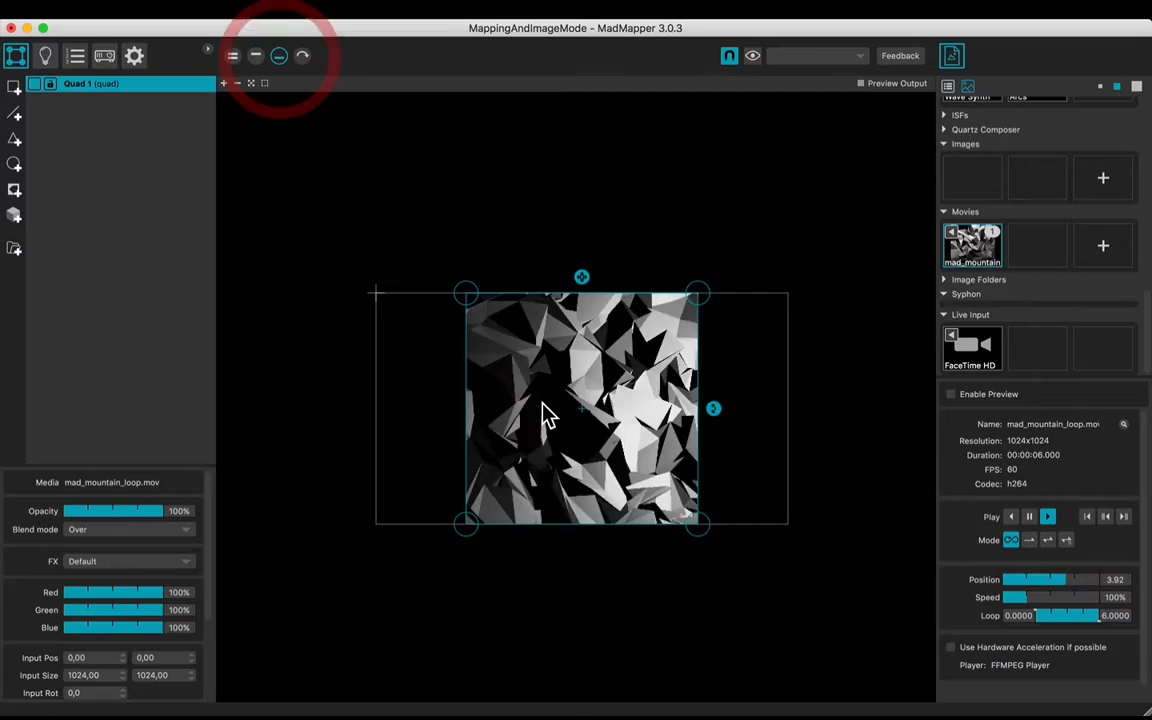 MappingAndImageMode - MadMapper 3.0.3
Feedback
Quad 1 (quad)
Preview Output
Wave Synth
Arcs
ISFs
Quartz Composer
Images
Movies
mad_mountain
Image Folders
Syphon
Live Input
FaceTime HD
Enable Preview
Name: mad_mountain_loop.mov
Resolution: 1024x1024
Duration: 00:00:06.000
FPS: 60
Codec: h264
Play
Mode
Position 3.92
Speed 100%
Loop 0.0000 6.0000
Use Hardware Acceleration if possible
Player: FFMPEG Player
Media mad_mountain_loop.mov
Opacity 100%
Blend mode Over
FX Default
Red 100%
Green 100%
Blue 100%
Input Pos 0,00 0,00
Input Size 1024,00 1024,00
Input Rot 0,0